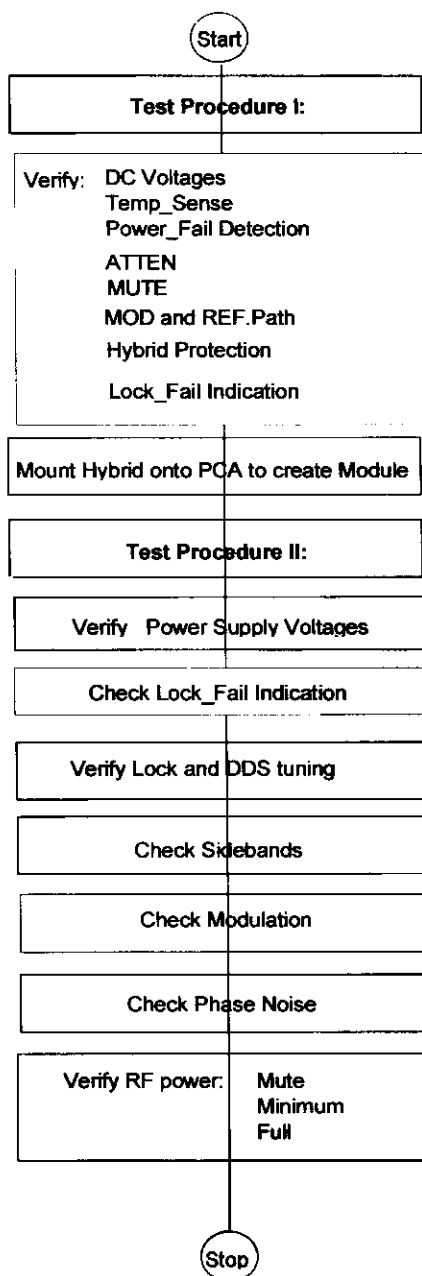 Start
Test Procedure I:
Verify: DC Voltages
Temp_Sense
Power_Fail Detection
ATTEN
MUTE
MOD and REF.Path
Hybrid Protection
Lock_Fail Indication
Mount Hybrid onto PCA to create Module
Test Procedure II:
Verify Power Supply Voltages
Check Lock_Fail Indication
Verify Lock and DDS tuning
Check Sidebands
Check Modulation
Check Phase Noise
Verify RF power: Mute
Minimum
Full
Stop